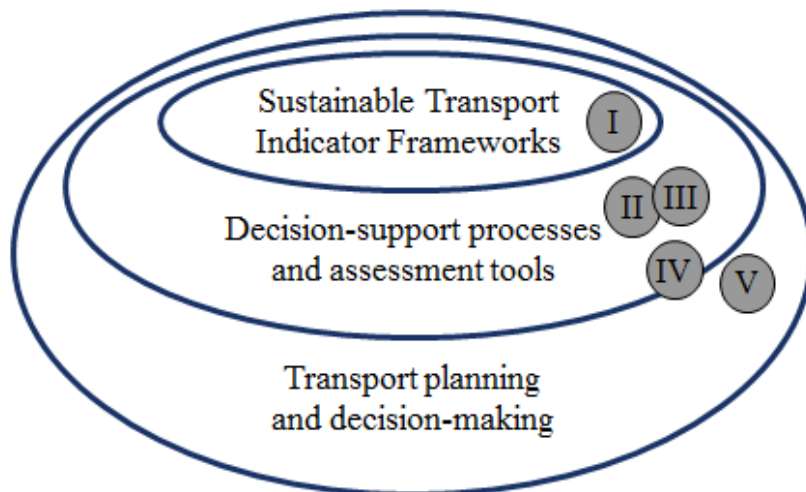 Sustainable Transport
Indicator Frameworks
I
II
III
Decision-support processes
and assessment tools
IV
V
Transport planning
and decision-making